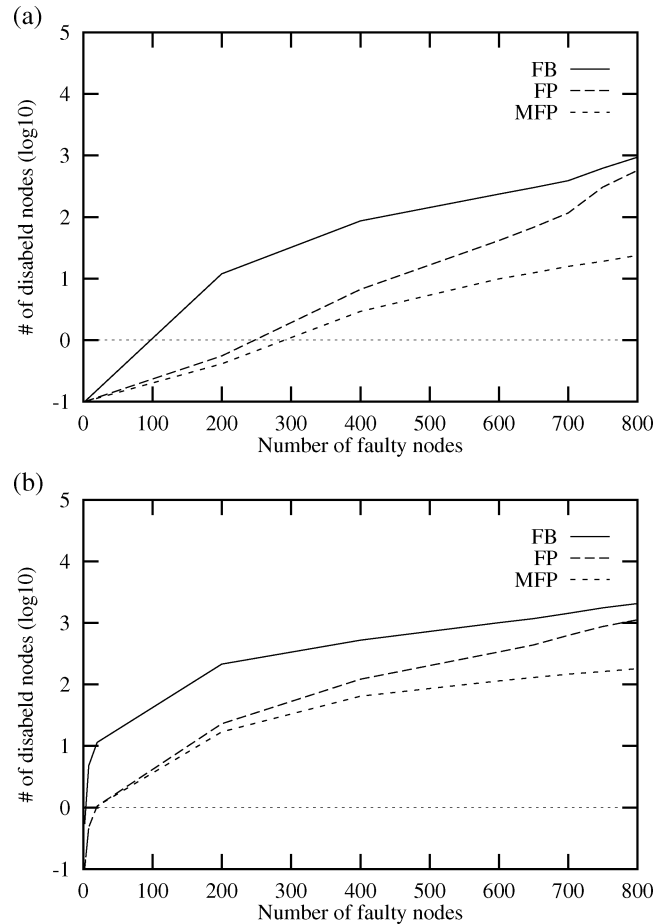 (a)
5
4
3
2
1
0
-1
# of disabeld nodes (log10)
FB
FP
MFP
0 100 200 300 400 500 600 700 800
Number of faulty nodes
(b)
5
4
3
2
1
0
-1
# of disabeld nodes (log10)
FB
FP
MFP
0 100 200 300 400 500 600 700 800
Number of faulty nodes